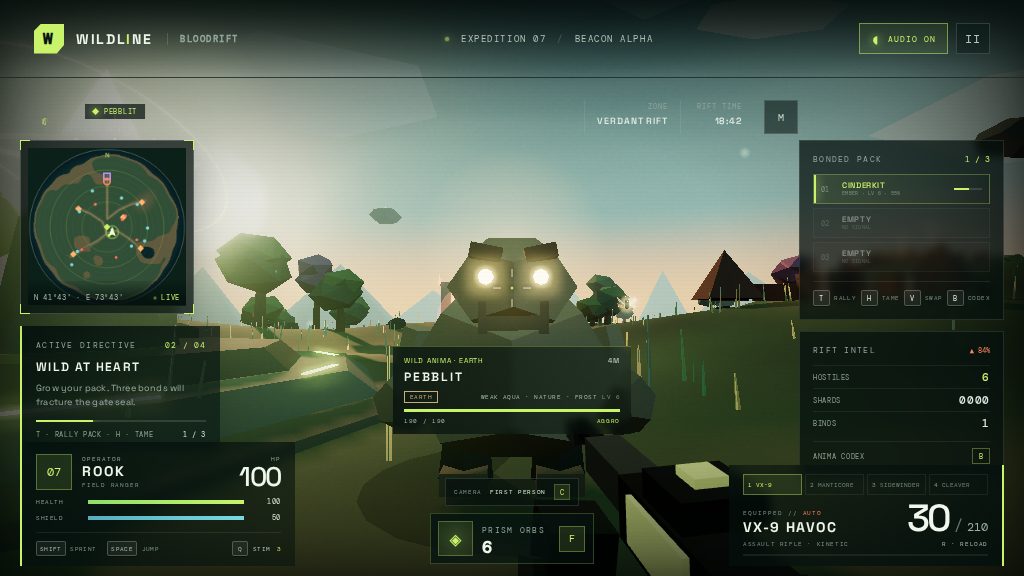 W WILDLINE BLOODRIFT
EXPEDITION 07 / BEACON ALPHA
AUDIO ON
II
PEBBLIT
ZONE
VERDANT RIFT
RIFT TIME
18:42
M
N
N 41°43' · E 73°43'
LIVE
BONDED PACK 1 / 3
01 CINDERKIT
02 EMPTY
NO SIGNAL
03 EMPTY
NO SIGNAL
T RALLY H TAME V SWAP B CODEX
ACTIVE DIRECTIVE 02 / 04
WILD AT HEART
Grow your pack. Three bonds will
fracture the gate seal.
T · RALLY PACK · H · TAME 1 / 3
WILD ANIMA · EARTH 4M
PEBBLIT
EARTH WEAK AQUA · NATURE · FROST LV 6
190 / 190 AGGRO
RIFT INTEL ▲ 84%
HOSTILES 6
SHARDS 0000
BINDS 1
ANIMA CODEX B
07
OPERATOR
ROOK
FIELD RANGER
HP
100
HEALTH 100
SHIELD 50
SHIFT SPRINT SPACE JUMP Q STIM 3
CAMERA FIRST PERSON C
PRISM ORBS
6
F
1 VX-9 2 MANTICORE 3 SIDEWINDER 4 CLEAVER
EQUIPPED // AUTO
VX-9 HAVOC
ASSAULT RIFLE · KINETIC
30 / 210
R · RELOAD